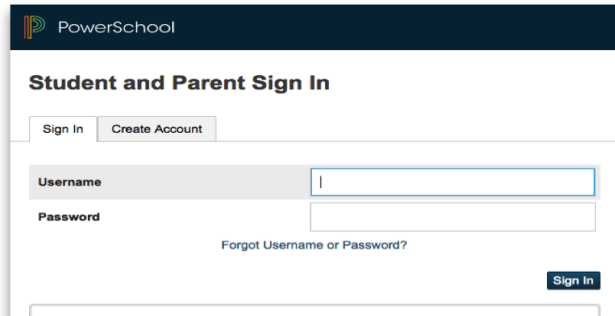 PowerSchool
Student and Parent Sign In
Sign In Create Account
Username
Password
Forgot Username or Password?
Sign In